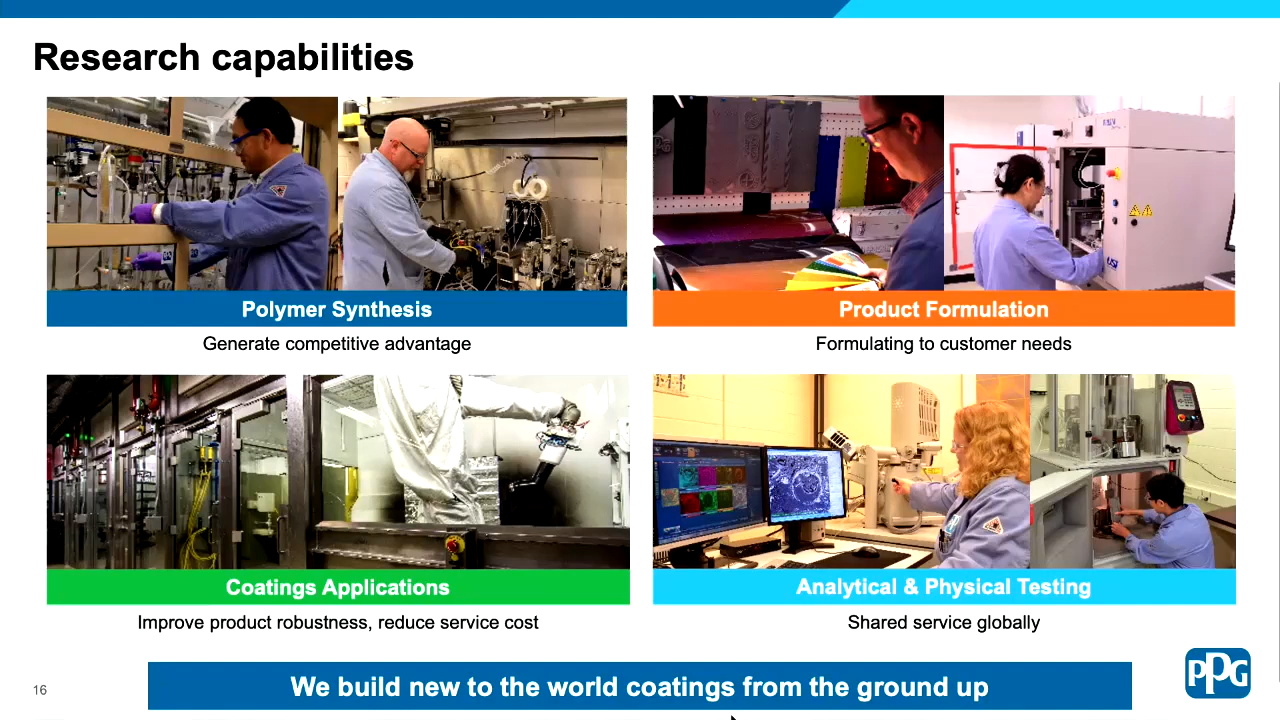 Research capabilities
Polymer Synthesis
Generate competitive advantage
Product Formulation
Formulating to customer needs
Coatings Applications
Improve product robustness, reduce service cost
Analytical & Physical Testing
Shared service globally
16
We build new to the world coatings from the ground up
PPG